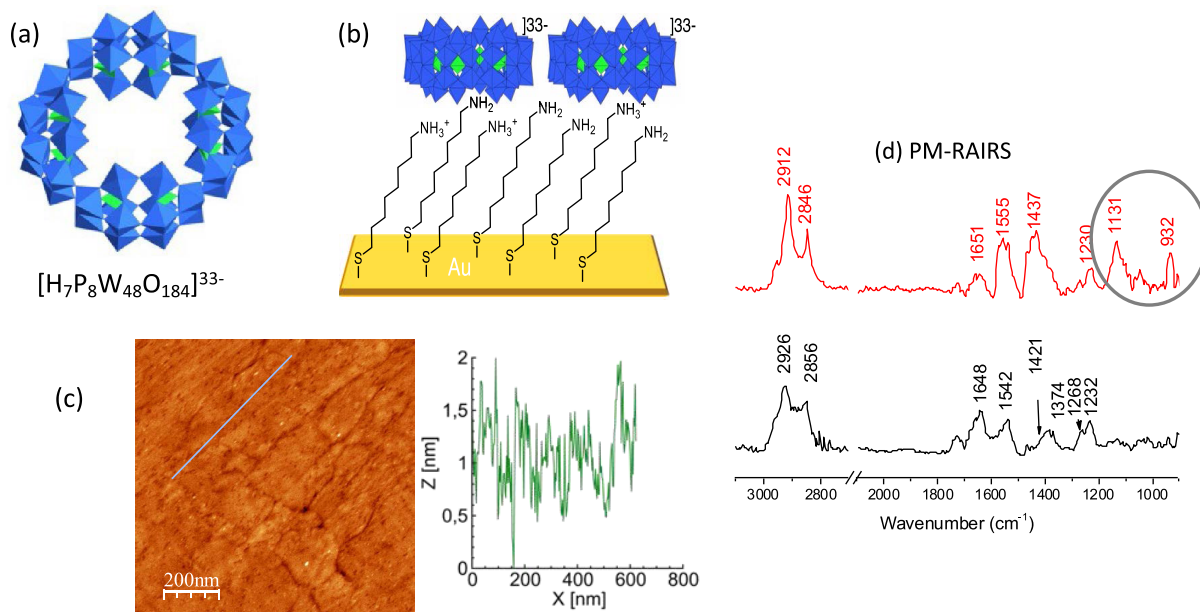 (a)
[H₇P₈W₄₈O₁₈₄]³³⁻
(b)
]33-
]33-
NH₂
NH₃⁺
NH₃⁺
NH₂
NH₂
NH₃⁺
NH₂
S
S
S
S
S
S
S
Au
(c)
200nm
Z [nm]
2
1,5
1
0,5
0
0 200 400 600 800
X [nm]
(d) PM-RAIRS
2912
2846
1651
1555
1437
1230
1131
932
2926
2856
1648
1542
1421
1374
1268
1232
3000 2800 2000 1600 1400 1200 1000
Wavenumber (cm⁻¹)